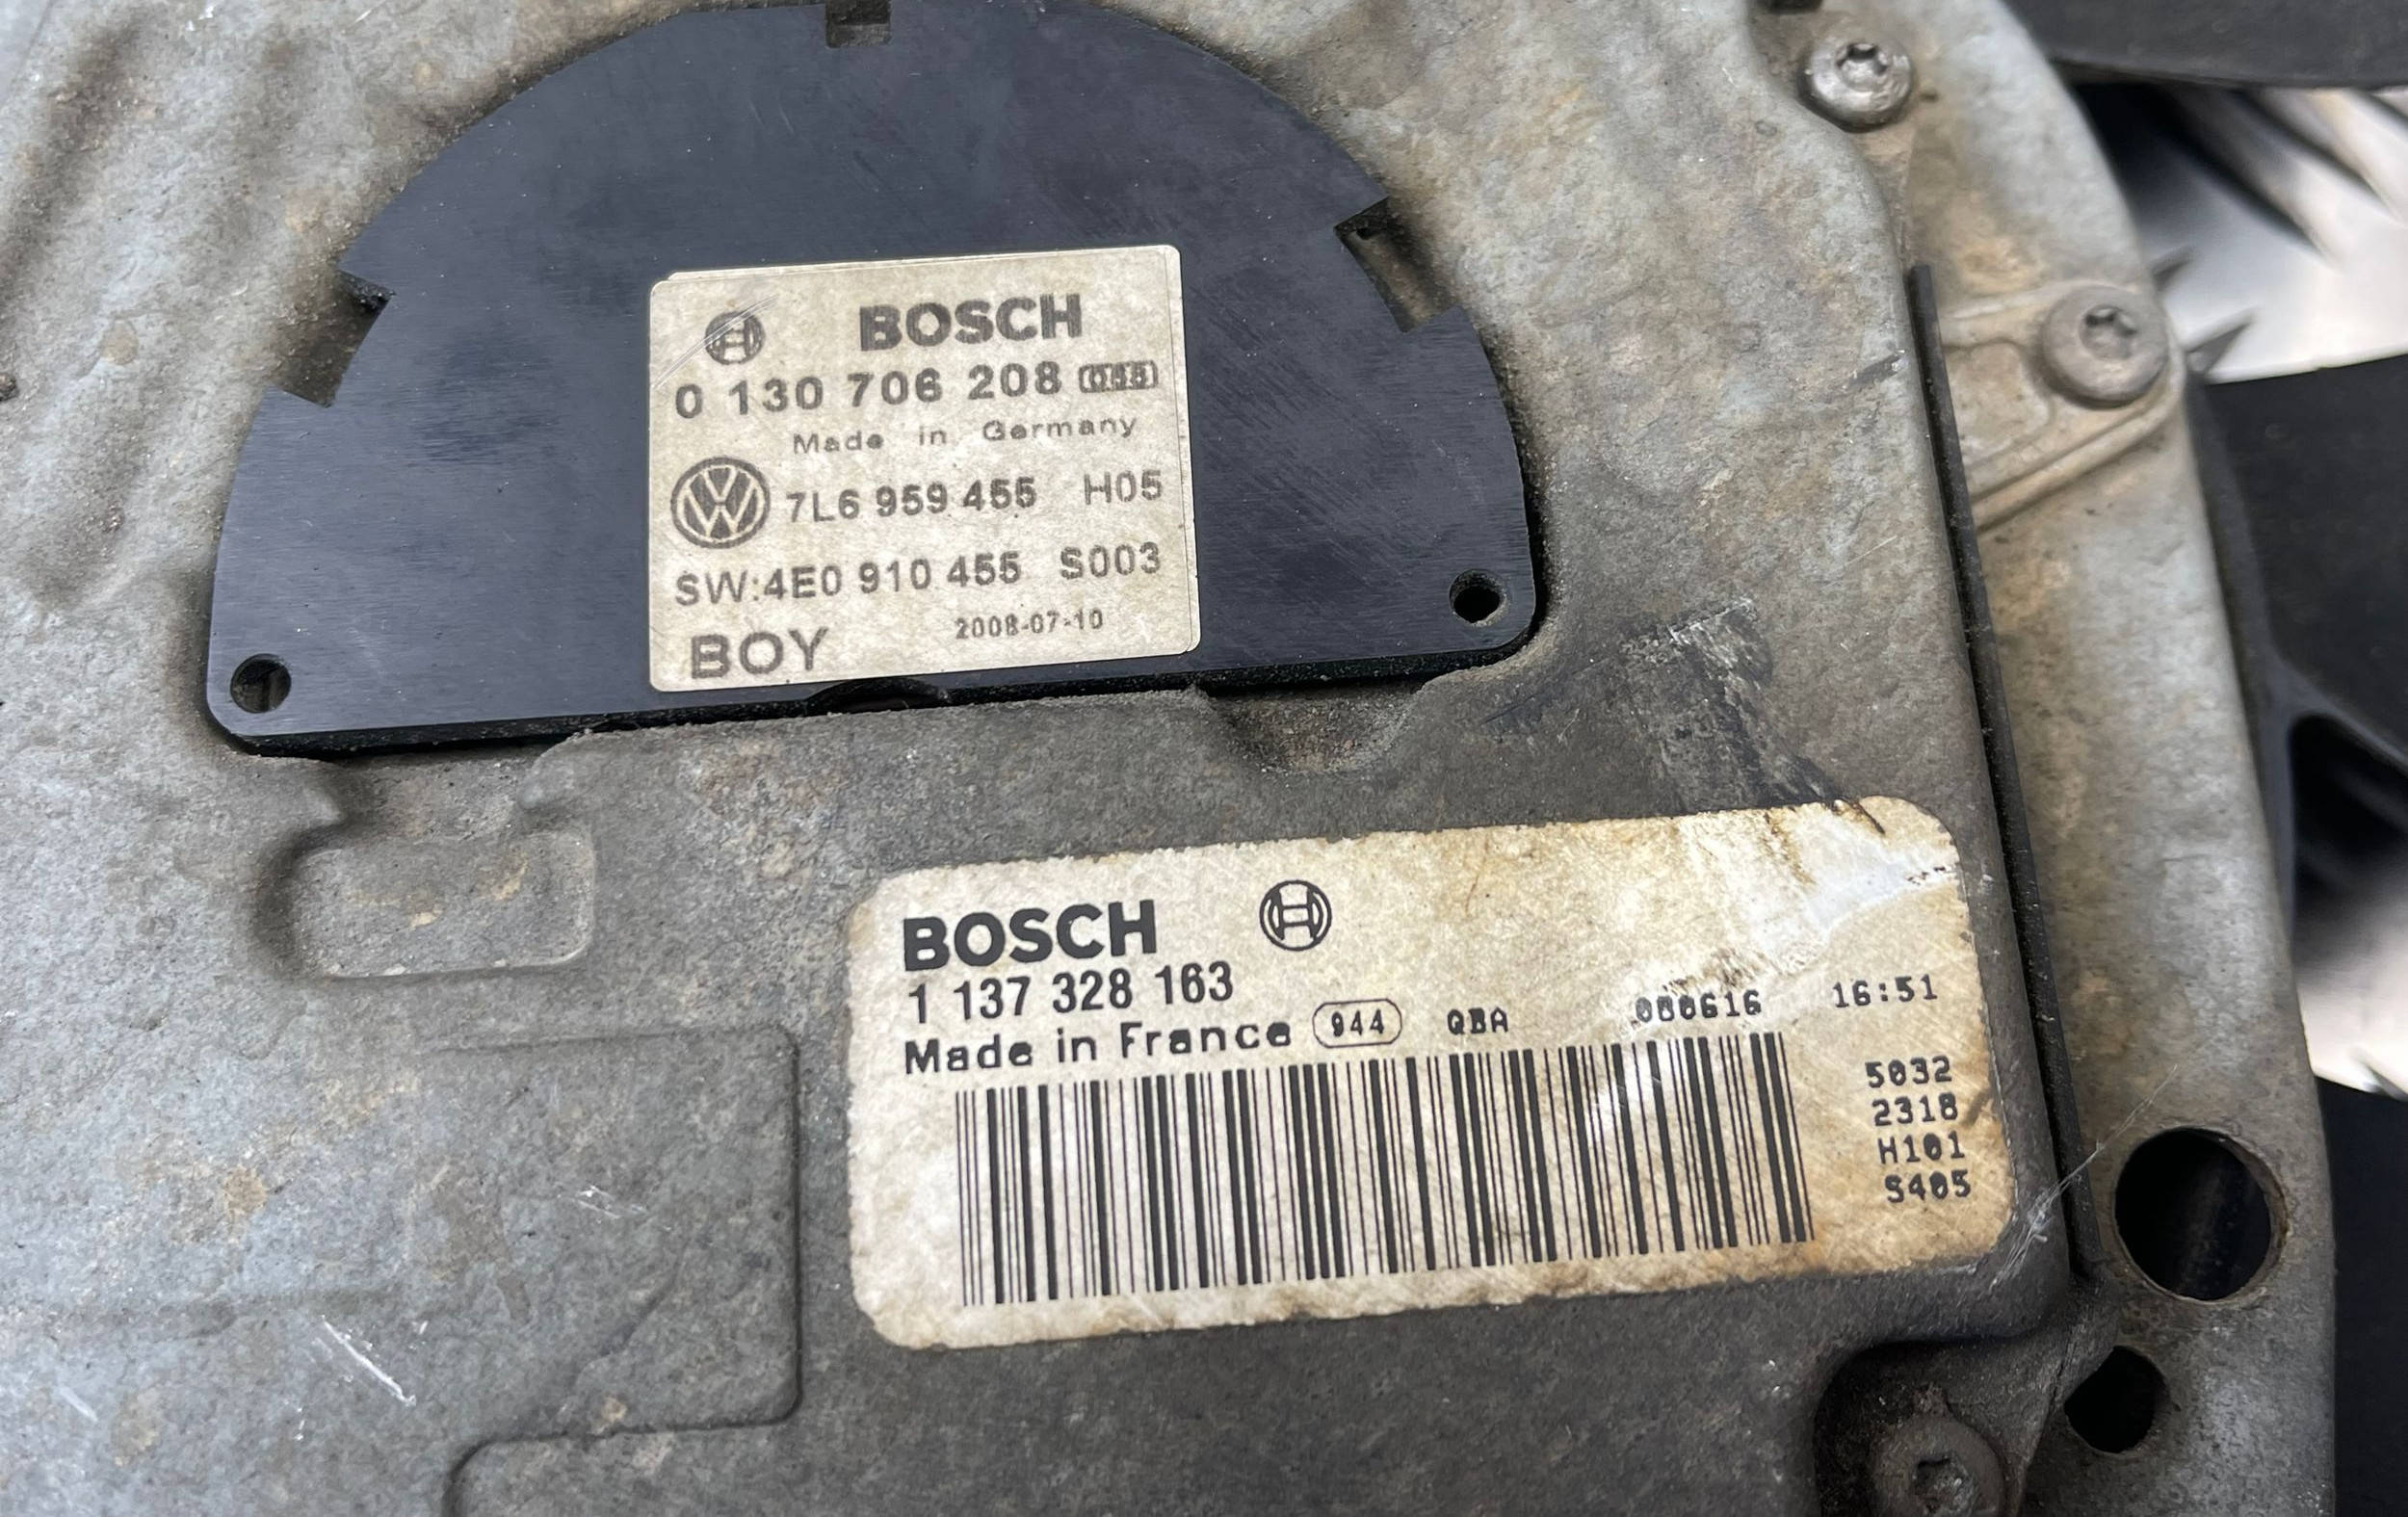 BOSCH
0 130 706 208
Made in Germany
7L6 959 455 H05
SW:4E0 910 455 S003
BOY 2008-07-10
BOSCH
1 137 328 163
Made in France 944 QBA 080616 16:51
5032
2318
H101
S405